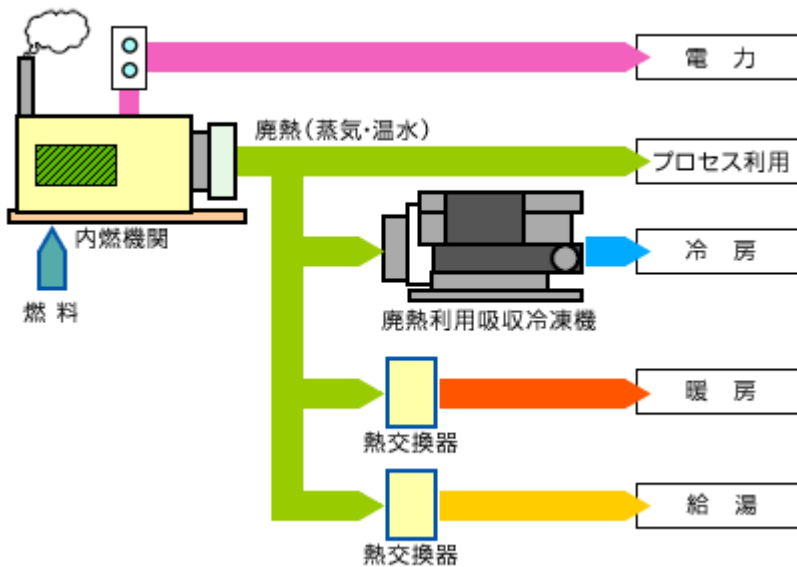 電 力
廃熱(蒸気・温水)
プロセス利用
内燃機関
冷 房
燃 料
廃熱利用吸収冷凍機
暖 房
熱交換器
給 湯
熱交換器